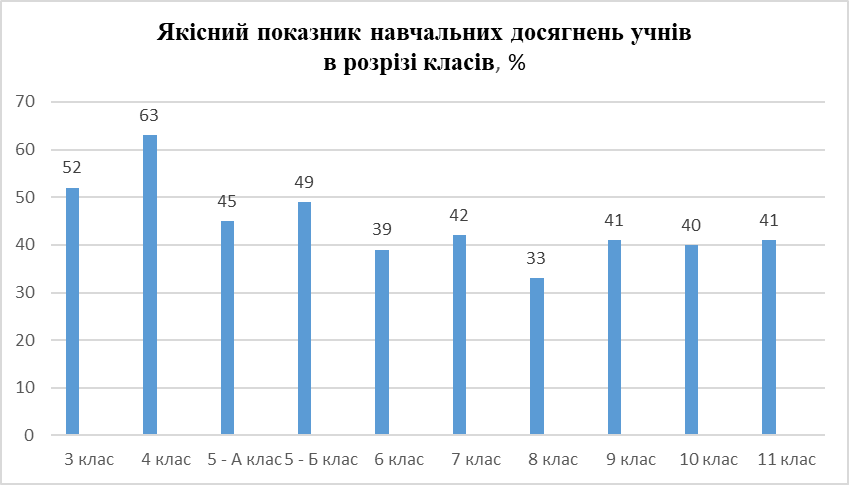 Якісний показник навчальних досягнень учнів
в розрізі класів, %
70
60
50
40
30
20
10
0
52
63
45
49
39
42
33
41
40
41
3 клас
4 клас
5 - А клас
5 - Б клас
6 клас
7 клас
8 клас
9 клас
10 клас
11 клас